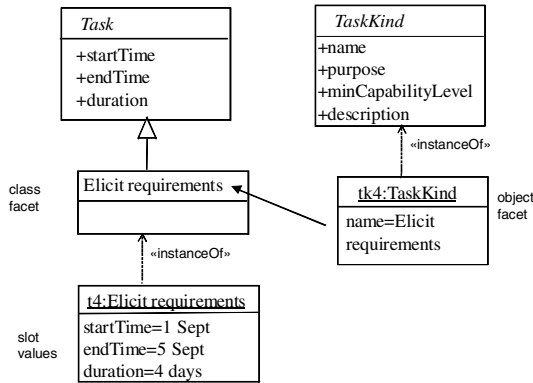 Task
+startTime
+endTime
+duration
TaskKind
+name
+purpose
+minCapabilityLevel
+description
«instanceOf»
class
facet
Elicit requirements
tk4:TaskKind
name=Elicit
requirements
object
facet
«instanceOf»
t4:Elicit requirements
startTime=1 Sept
endTime=5 Sept
duration=4 days
slot
values